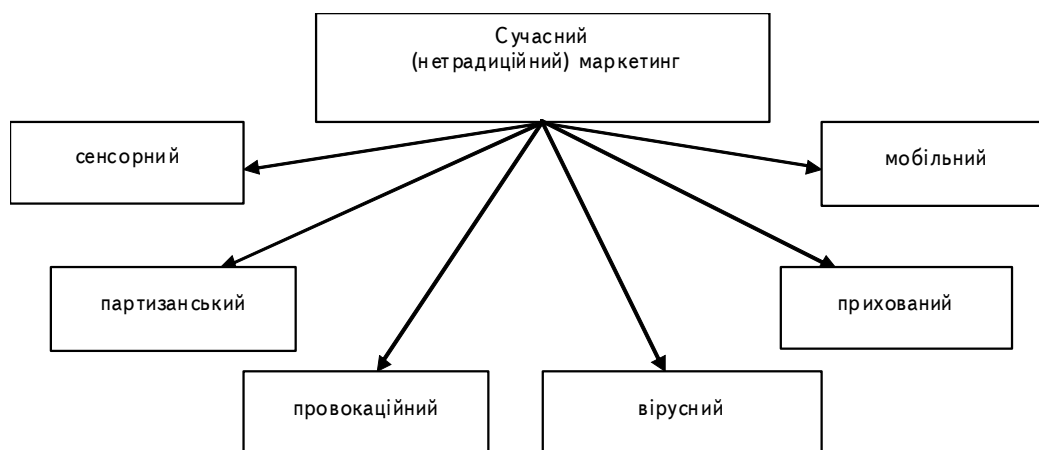 Сучасний
(нетрадиційний) маркетинг
сенсорний
мобільний
партизанський
прихований
провокаційний
вірусний